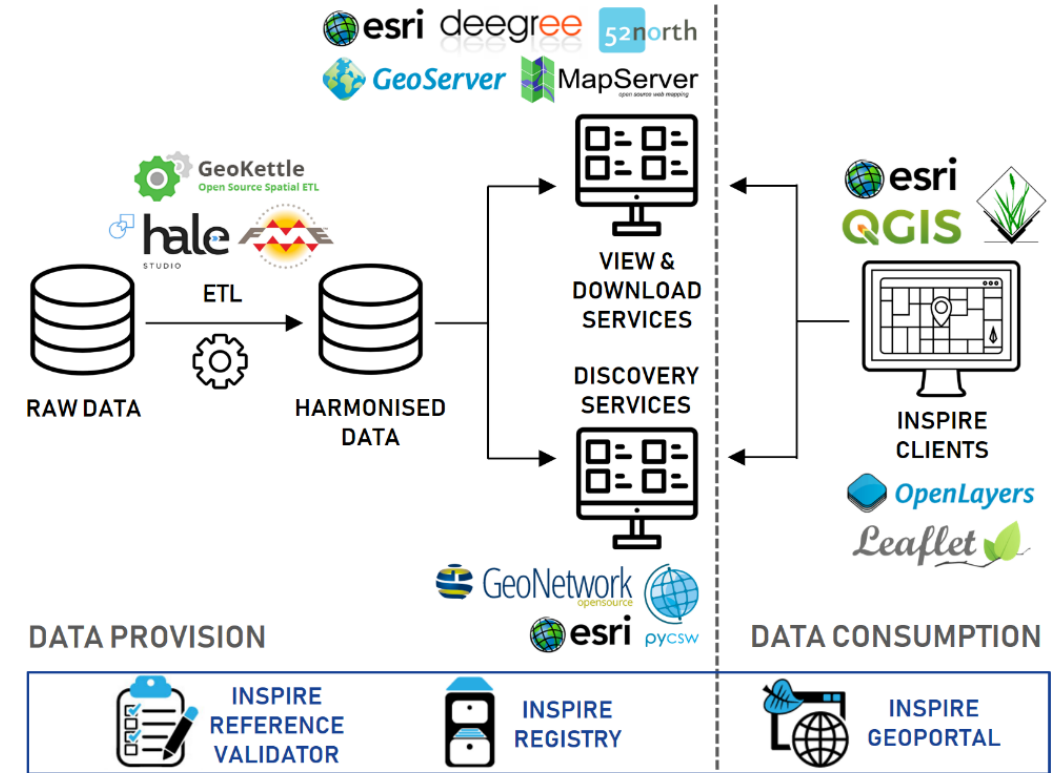 esri deegree 52north
GeoServer MapServer
open source web mapping
GeoKettle
Open Source Spatial ETL
hale
STUDIO
FME
ETL
RAW DATA
HARMONISED
DATA
VIEW &
DOWNLOAD
SERVICES
DISCOVERY
SERVICES
GeoNetwork
opensource
esri pycsw
esri
QGIS
INSPIRE
CLIENTS
OpenLayers
Leaflet
DATA PROVISION
DATA CONSUMPTION
INSPIRE
REFERENCE
VALIDATOR
INSPIRE
REGISTRY
INSPIRE
GEOPORTAL